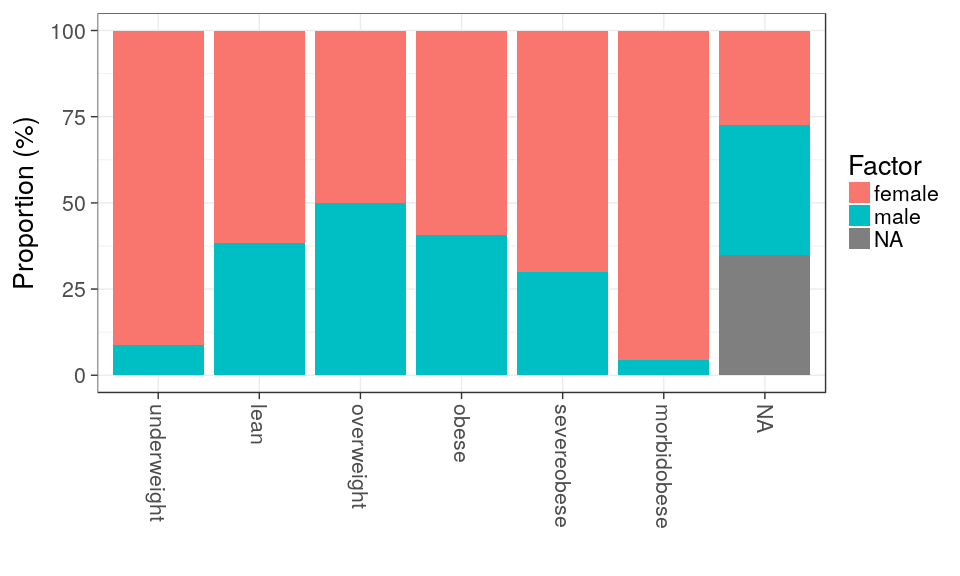 100
75
50
25
0
Proportion (%)
underweight
lean
overweight
obese
severeobese
morbidobese
NA
Factor
female
male
NA